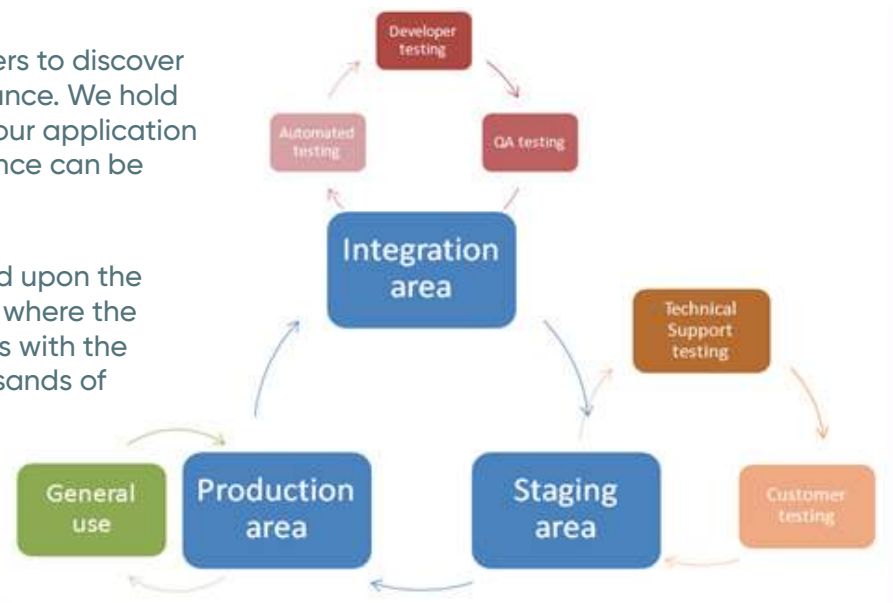 ers to discover
ance. We hold
our application
nce can be
d upon the
where the
s with the
sands of
Developer
testing
Automated
testing
QA testing
Integration
area
Technical
Support
testing
General
use
Production
area
Staging
area
Customer
testing